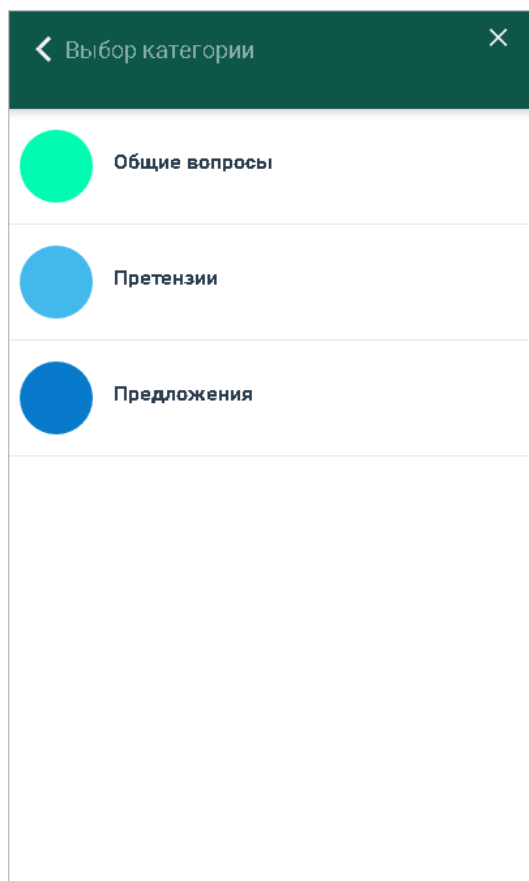 Выбор категории
Общие вопросы
Претензии
Предложения